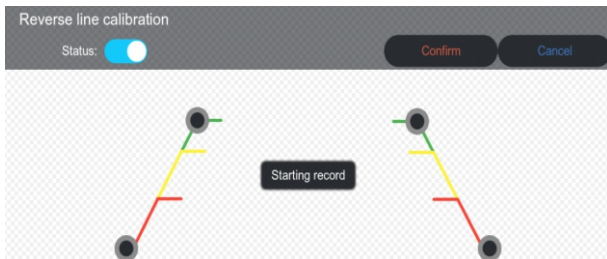 Reverse line calibration
Status:
Confirm
Cancel
Starting record